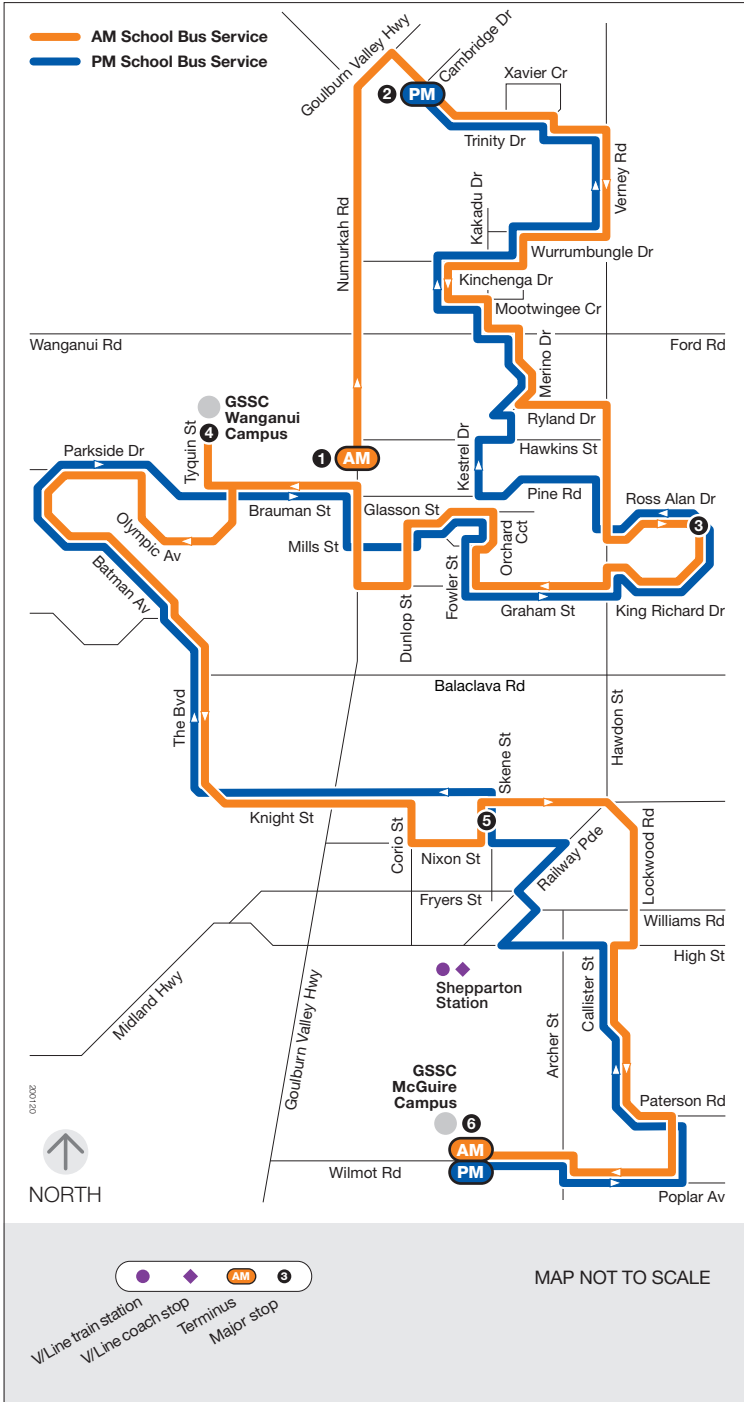 AM School Bus Service
PM School Bus Service
Goulburn Valley Hwy
Cambridge Dr
2
PM
Xavier Cr
Trinity Dr
Verney Rd
Numurkah Rd
Kakadu Dr
Wurrumbungle Dr
Kinchenga Dr
Mootwingee Cr
Wanganui Rd
Ford Rd
Merino Dr
GSSC
Wanganui
Campus
4
Tyquin St
Ryland Dr
Parkside Dr
1
AM
Kestrel Dr
Hawkins St
Brauman St
Glasson St
Pine Rd
Ross Alan Dr
3
Olympic Av
Mills St
Orchard
Cct
Fowler St
Batman Av
Dunlop St
Graham St
King Richard Dr
Balaclava Rd
The Bvd
Skene St
Hawdon St
Knight St
5
Corio St
Nixon St
Railway Pde
Lockwood Rd
Fryers St
Williams Rd
High St
Midland Hwy
Shepparton
Station
Callister St
Archer St
Goulburn Valley Hwy
GSSC
McGuire
Campus
6
Paterson Rd
200120
AM
PM
Wilmot Rd
NORTH
Poplar Av
AM
3
MAP NOT TO SCALE
V/Line train station
V/Line coach stop
Terminus
Major stop